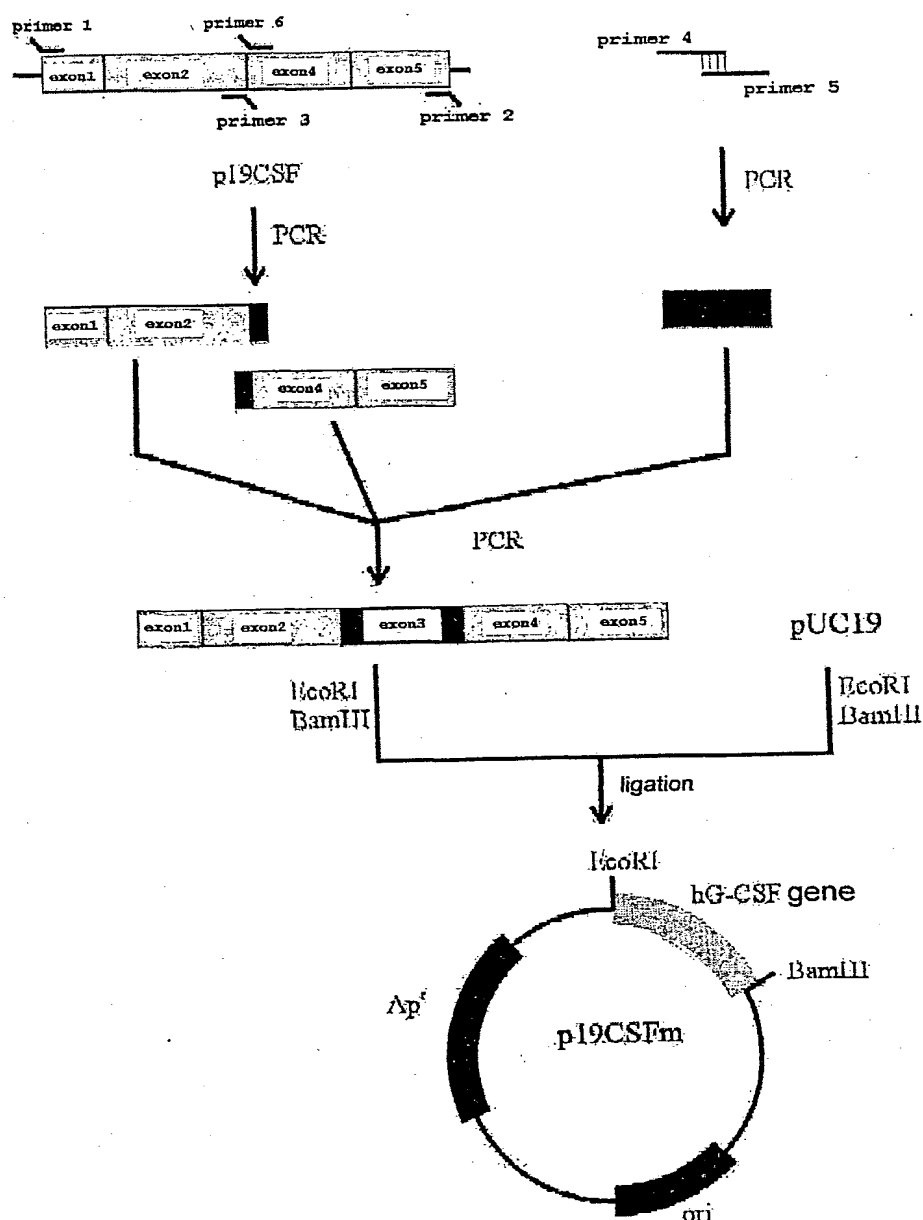 primer 1
primer 6
exon1 exon2 exon4 exon5
primer 3
primer 2
primer 4
primer 5
p19CSF
PCR
PCR
exon1 exon2
exon4 exon5
PCR
exon1 exon2 exon3 exon4 exon5
pUC19
EcoRI
BamHI
EcoRI
BamHI
ligation
EcoRI
hG-CSF gene
BamHI
Apʳ
p19CSFm
ori